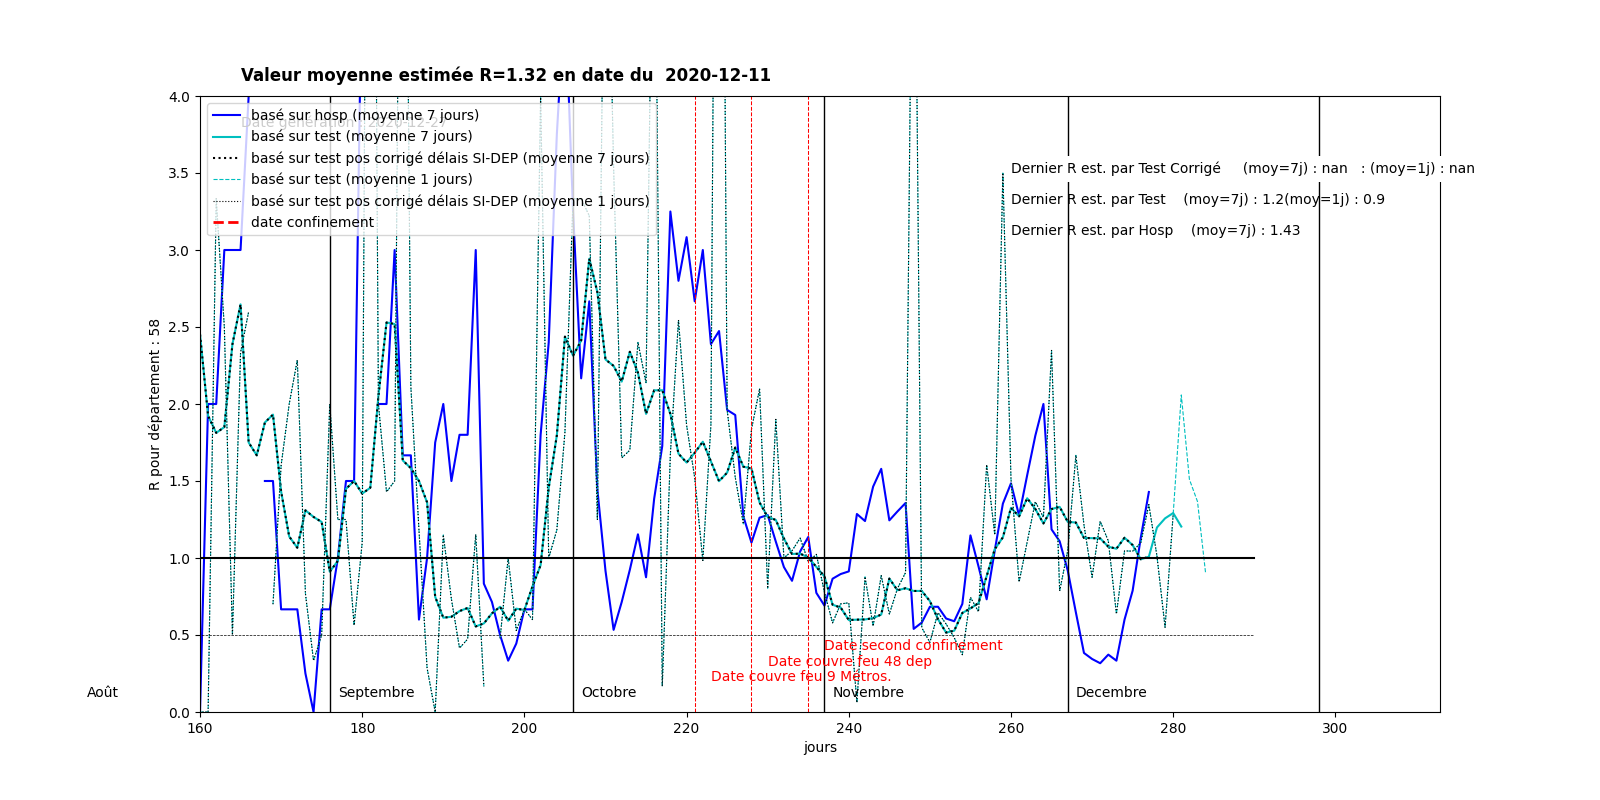 Valeur moyenne estimée R=1.32 en date du  2020-12-11
Date génération : 2020-12-27
basé sur hosp (moyenne 7 jours)
basé sur test (moyenne 7 jours)
basé sur test pos corrigé délais SI-DEP (moyenne 7 jours)
basé sur test (moyenne 1 jours)
basé sur test pos corrigé délais SI-DEP (moyenne 1 jours)
date confinement
Dernier R est. par Test Corrigé     (moy=7j) : nan   : (moy=1j) : nan
Dernier R est. par Test    (moy=7j) : 1.2(moy=1j) : 0.9
Dernier R est. par Hosp    (moy=7j) : 1.43
R pour département : 58
4.0
3.5
3.0
2.5
2.0
1.5
1.0
0.5
0.0
Date second confinement
Date couvre feu 48 dep
Date couvre feu 9 Métros.
Août
Septembre
Octobre
Novembre
Decembre
160
180
200
220
240
260
280
300
jours